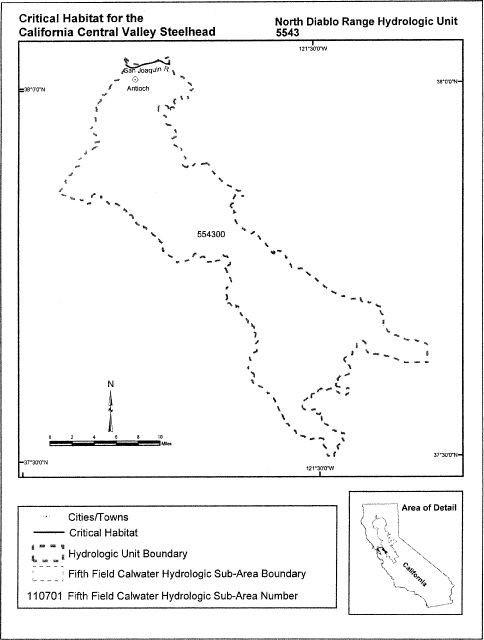 Critical Habitat for the
California Central Valley Steelhead
North Diablo Range Hydrologic Unit
5543
121°30'0"W
38°0'0"N
38°0'0"N
San Joaquin R
Antioch
554300
N
0 2 4 6 8 10
Miles
37°30'0"N
37°30'0"N
121°30'0"W
Cities/Towns
Critical Habitat
Hydrologic Unit Boundary
Fifth Field Calwater Hydrologic Sub-Area Boundary
110701 Fifth Field Calwater Hydrologic Sub-Area Number
Area of Detail
California